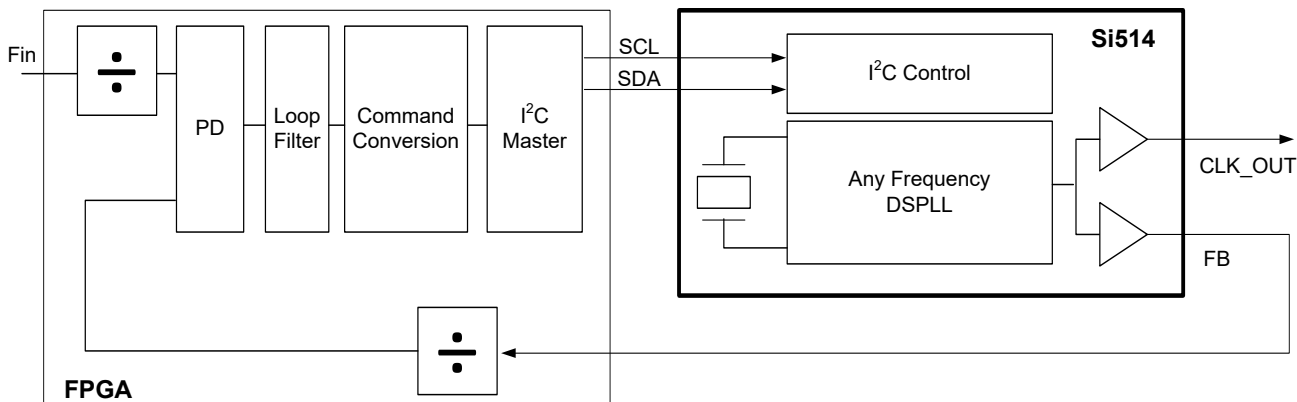 Fin
÷
PD
Loop
Filter
Command
Conversion
I²C
Master
SCL
SDA
Si514
I²C Control
Any Frequency
DSPLL
CLK_OUT
FB
÷
FPGA